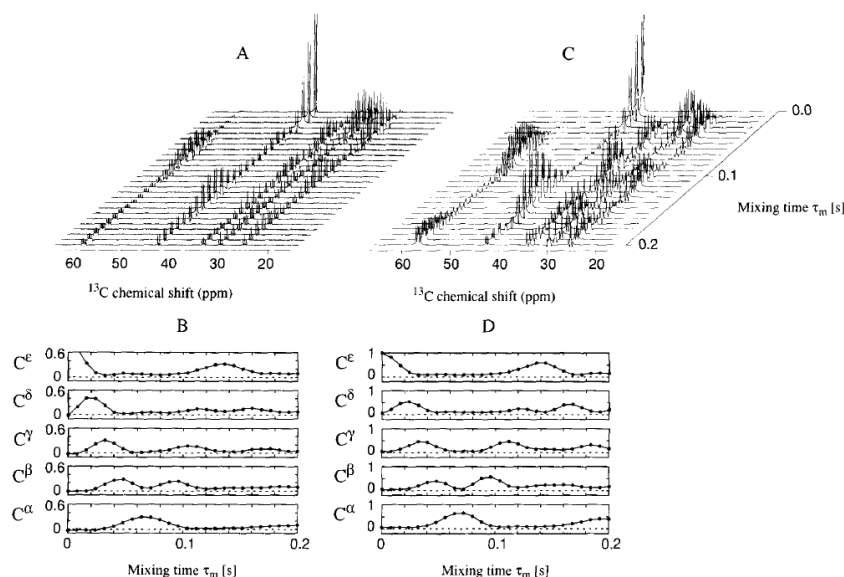 A
C
0.0
0.1
0.2
Mixing time τm [s]
60 50 40 30 20
60 50 40 30 20
13C chemical shift (ppm)
13C chemical shift (ppm)
B
D
Cε 0.6 0
Cδ 0.6 0
Cγ 0.6 0
Cβ 0.6 0
Cα 0.6 0
0 0.1 0.2
Mixing time τm [s]
Cε 1 0
Cδ 1 0
Cγ 1 0
Cβ 1 0
Cα 1 0
0 0.1 0.2
Mixing time τm [s]